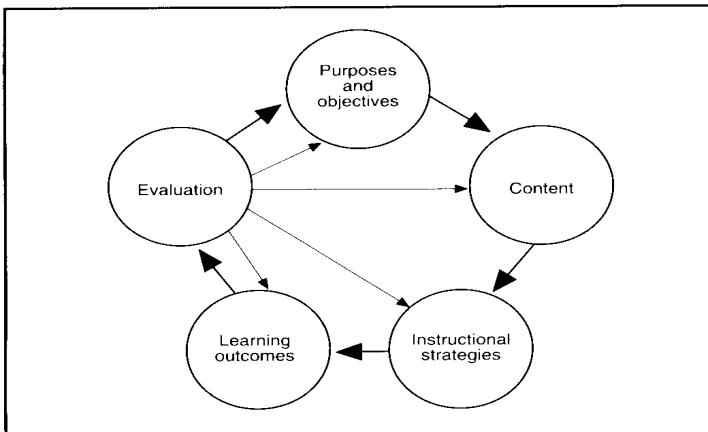 Purposes
and
objectives
Evaluation
Content
Learning
outcomes
Instructional
strategies